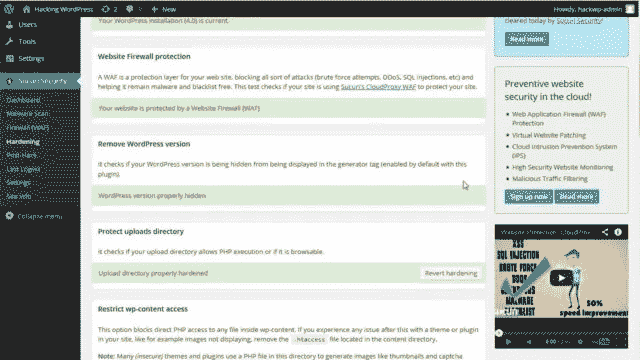 Hacking WordPress
2
New
Howdy, hackwp-admin
Users
Tools
Settings
Sucuri Security
Dashboard
Malware Scan
Firewall (WAF)
Hardening
Post-Hack
Last Logins
Settings
Site Info
Collapse menu
Your WordPress installation (4.0) is current.
Website Firewall protection
A WAF is a protection layer for your web site, blocking all sort of attacks (brute force attempts, DDoS, SQL injections, etc) and
helping it remain malware and blacklist free. This test checks if your site is using Sucuri's CloudProxy WAF to protect your site.
Your website is protected by a Website Firewall (WAF)
Remove WordPress version
It checks if your WordPress version is being hidden from being displayed in the generator tag (enabled by default with this
plugin).
WordPress version properly hidden
Protect uploads directory
It checks if your upload directory allows PHP execution or if it is browsable.
Upload directory properly hardened
Revert hardening
Restrict wp-content access
This option blocks direct PHP access to any file inside wp-content. If you experience any issue after this with a theme or plugin
in your site, like for example images not displaying, remove the .htaccess file located in the content directory.
Note: Many (insecure) themes and plugins use a PHP file in this directory to generate images like thumbnails and captcha
cleared today by Sucuri Security!
Read more
Preventive website
security in the cloud!
Web Application Firewall (WAF)
Protection
Virtual Website Patching
Cloud Intrusion Prevention System
(IPS)
High Security Website Monitoring
Malicious Traffic Filtering
Sign up now
Read more
Website Protection
XSS
SQL INJECTION
BRUTE FORCE
DDOS
MALWARE
50%
speed improvement